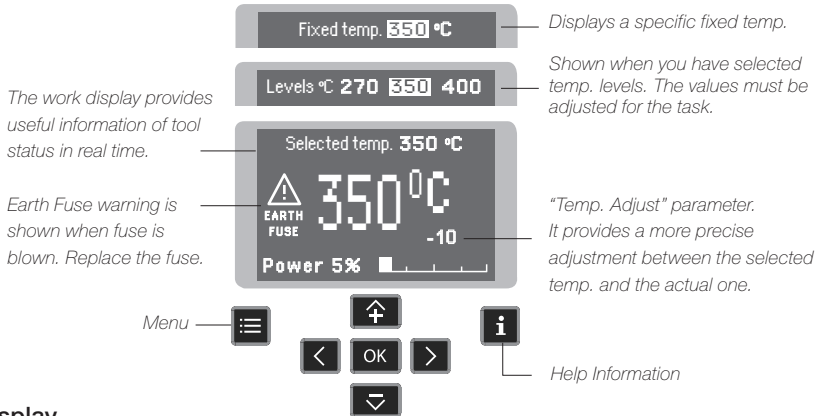 Fixed temp. 350 °C
Displays a specific fixed temp.
Levels °C 270 350 400
Shown when you have selected
temp. levels. The values must be
adjusted for the task.
The work display provides
useful information of tool
status in real time.
Selected temp. 350 °C
350°C
EARTH
FUSE
-10
Power 5%
Earth Fuse warning is
shown when fuse is
blown. Replace the fuse.
“Temp. Adjust” parameter.
It provides a more precise
adjustment between the selected
temp. and the actual one.
Menu
OK
i
Help Information